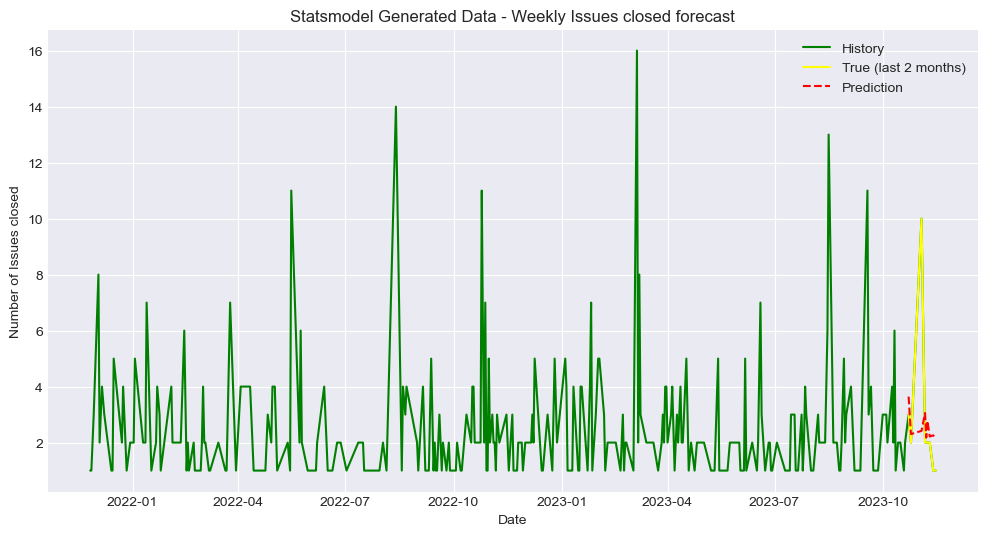 Statsmodel Generated Data - Weekly Issues closed forecast
History
True (last 2 months)
Prediction
Number of Issues closed
16
14
12
10
8
6
4
2
2022-01 2022-04 2022-07 2022-10 2023-01 2023-04 2023-07 2023-10
Date